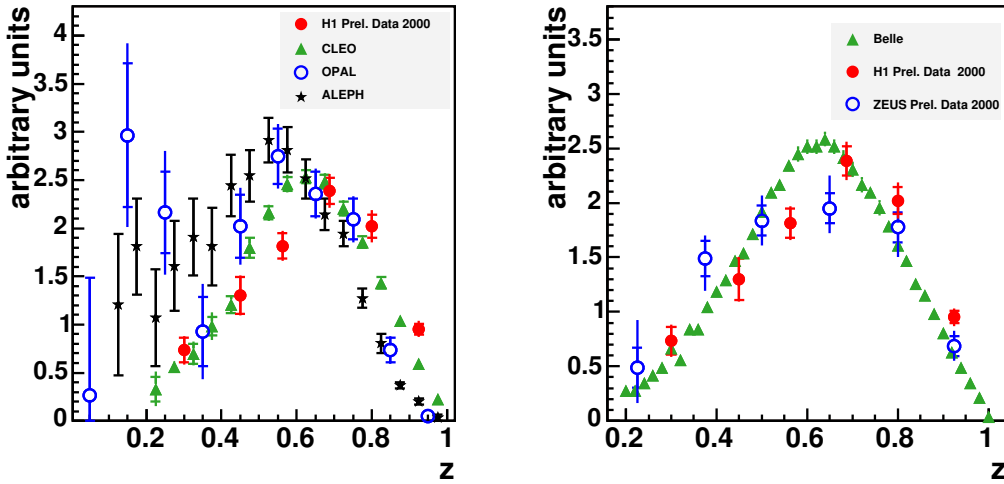 arbitrary units
4
3.5
3
2.5
2
1.5
1
0.5
0
0.2
0.4
0.6
0.8
1
z
H1 Prel. Data 2000
CLEO
OPAL
ALEPH
arbitrary units
3.5
3
2.5
2
1.5
1
0.5
0
0.2
0.4
0.6
0.8
1
z
Belle
H1 Prel. Data 2000
ZEUS Prel. Data 2000